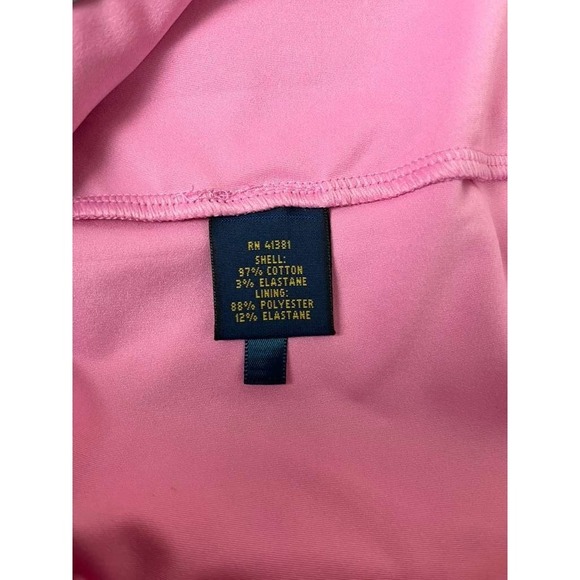 RN 41381
SHELL:
97% COTTON
3% ELASTANE
LINING:
88% POLYESTER
12% ELASTANE